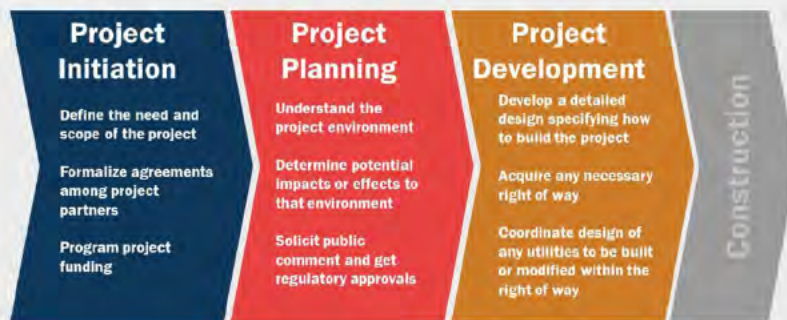 Project
Initiation
Define the need and
scope of the project
Formalize agreements
among project
partners
Program project
funding
Project
Planning
Understand the
project environment
Determine potential
impacts or effects to
that environment
Solicit public
comment and get
regulatory approvals
Project
Development
Develop a detailed
design specifying how
to build the project
Acquire any necessary
right of way
Coordinate design of
any utilities to be built
or modified within the
right of way
Construction